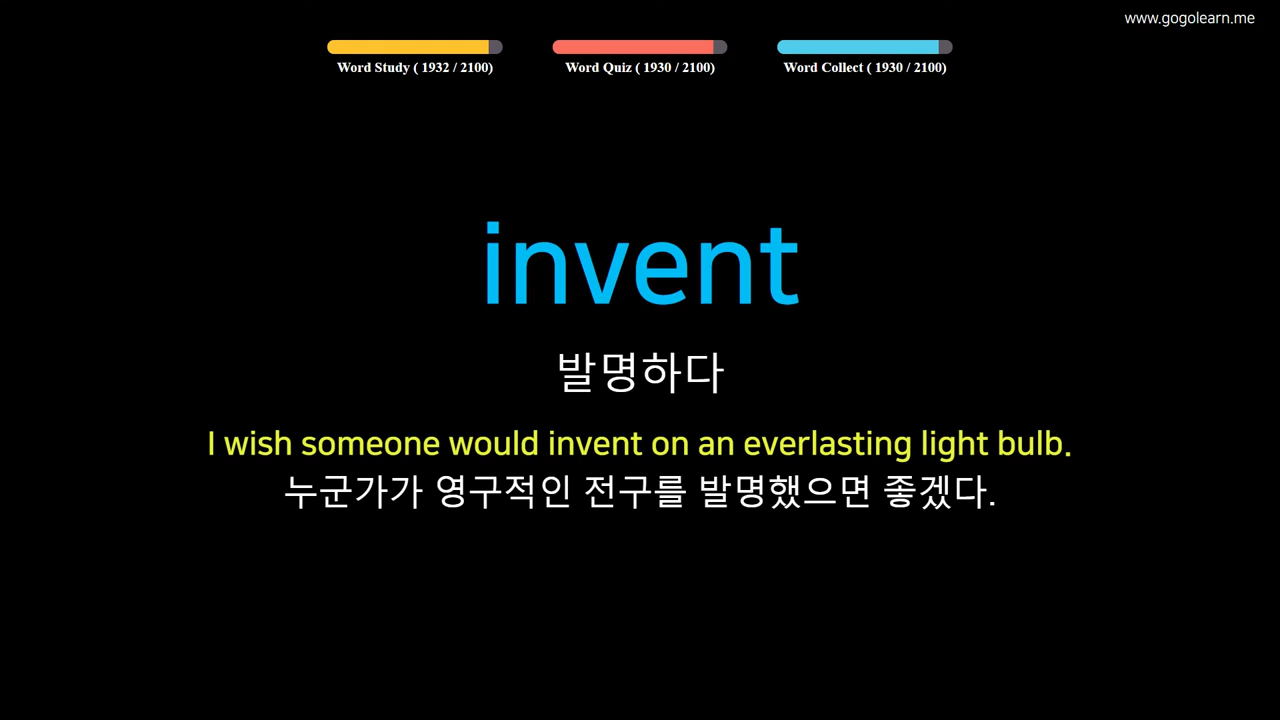 www.gogolearn.me
Word Study ( 1932 / 2100)
Word Quiz ( 1930 / 2100)
Word Collect ( 1930 / 2100)
invent
발명하다
I wish someone would invent on an everlasting light bulb.
누군가가 영구적인 전구를 발명했으면 좋겠다.